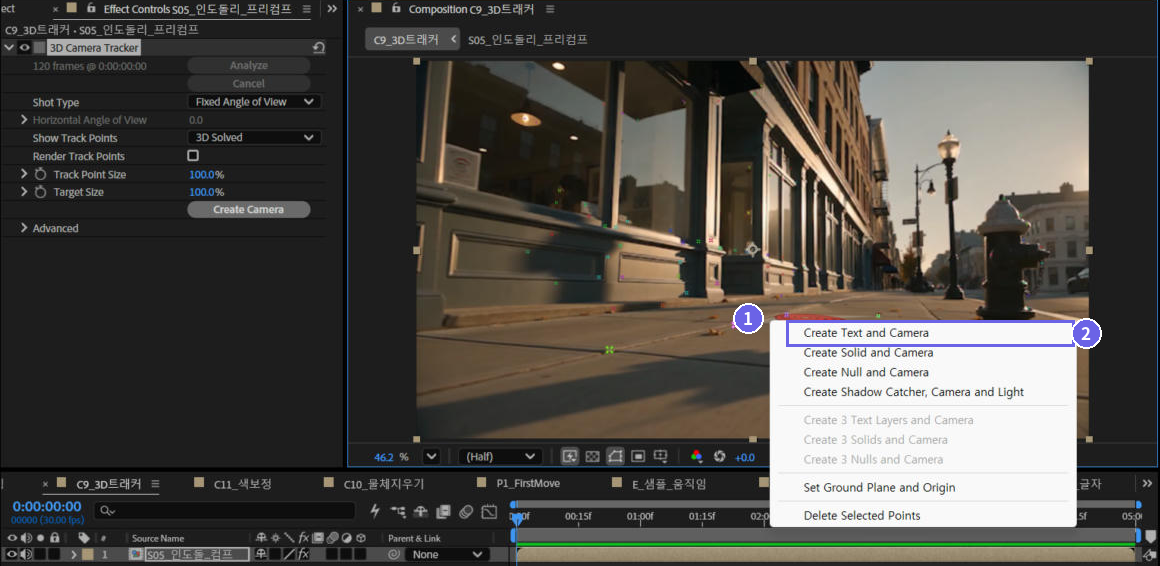 ect
Effect Controls S05_인도돌리_프리컴프
C9_3D트래커 • S05_인도돌리_프리컴프
3D Camera Tracker
120 frames @ 0:00:00:00
Analyze
Cancel
Shot Type
Fixed Angle of View
Horizontal Angle of View
0.0
Show Track Points
3D Solved
Render Track Points
Track Point Size
100.0%
Target Size
100.0%
Create Camera
Advanced
Composition C9_3D트래커
C9_3D트래커
S05_인도돌리_프리컴프
1
2
Create Text and Camera
Create Solid and Camera
Create Null and Camera
Create Shadow Catcher, Camera and Light
Create 3 Text Layers and Camera
Create 3 Solids and Camera
Create 3 Nulls and Camera
Set Ground Plane and Origin
Delete Selected Points
46.2 %
(Half)
+0.0
C9_3D트래커
C11_색보정
C10_물체지우기
P1_FirstMove
E_샘플_움직임
_글자
0:00:00:00
00000 (30.00 fps)
00:15f
01:00f
01:15f
05:0
# Source Name
fx
Parent & Link
1 S05_인도돌_컴프
fx
None